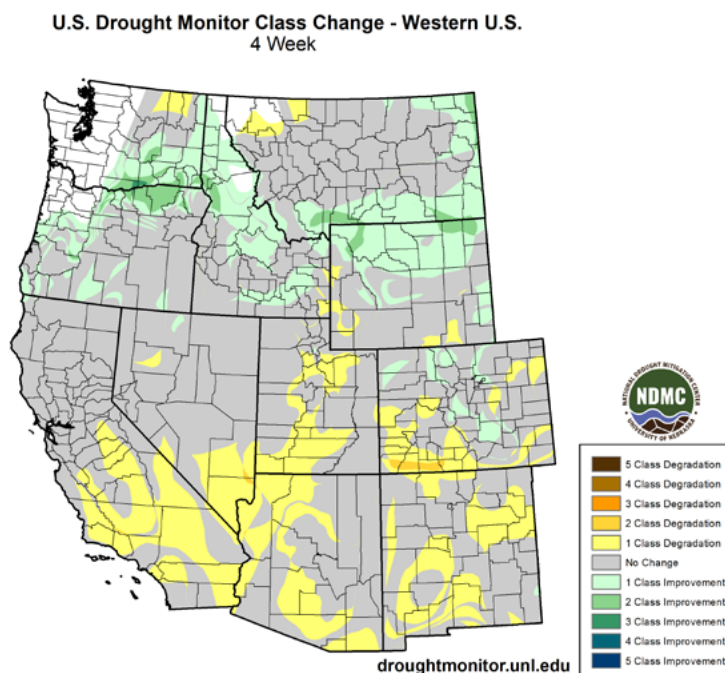 U.S. Drought Monitor Class Change - Western U.S.
4 Week
NATIONAL DROUGHT MITIGATION CENTER
NDMC
UNIVERSITY OF NEBRASKA
5 Class Degradation
4 Class Degradation
3 Class Degradation
2 Class Degradation
1 Class Degradation
No Change
1 Class Improvement
2 Class Improvement
3 Class Improvement
4 Class Improvement
5 Class Improvement
droughtmonitor.unl.edu